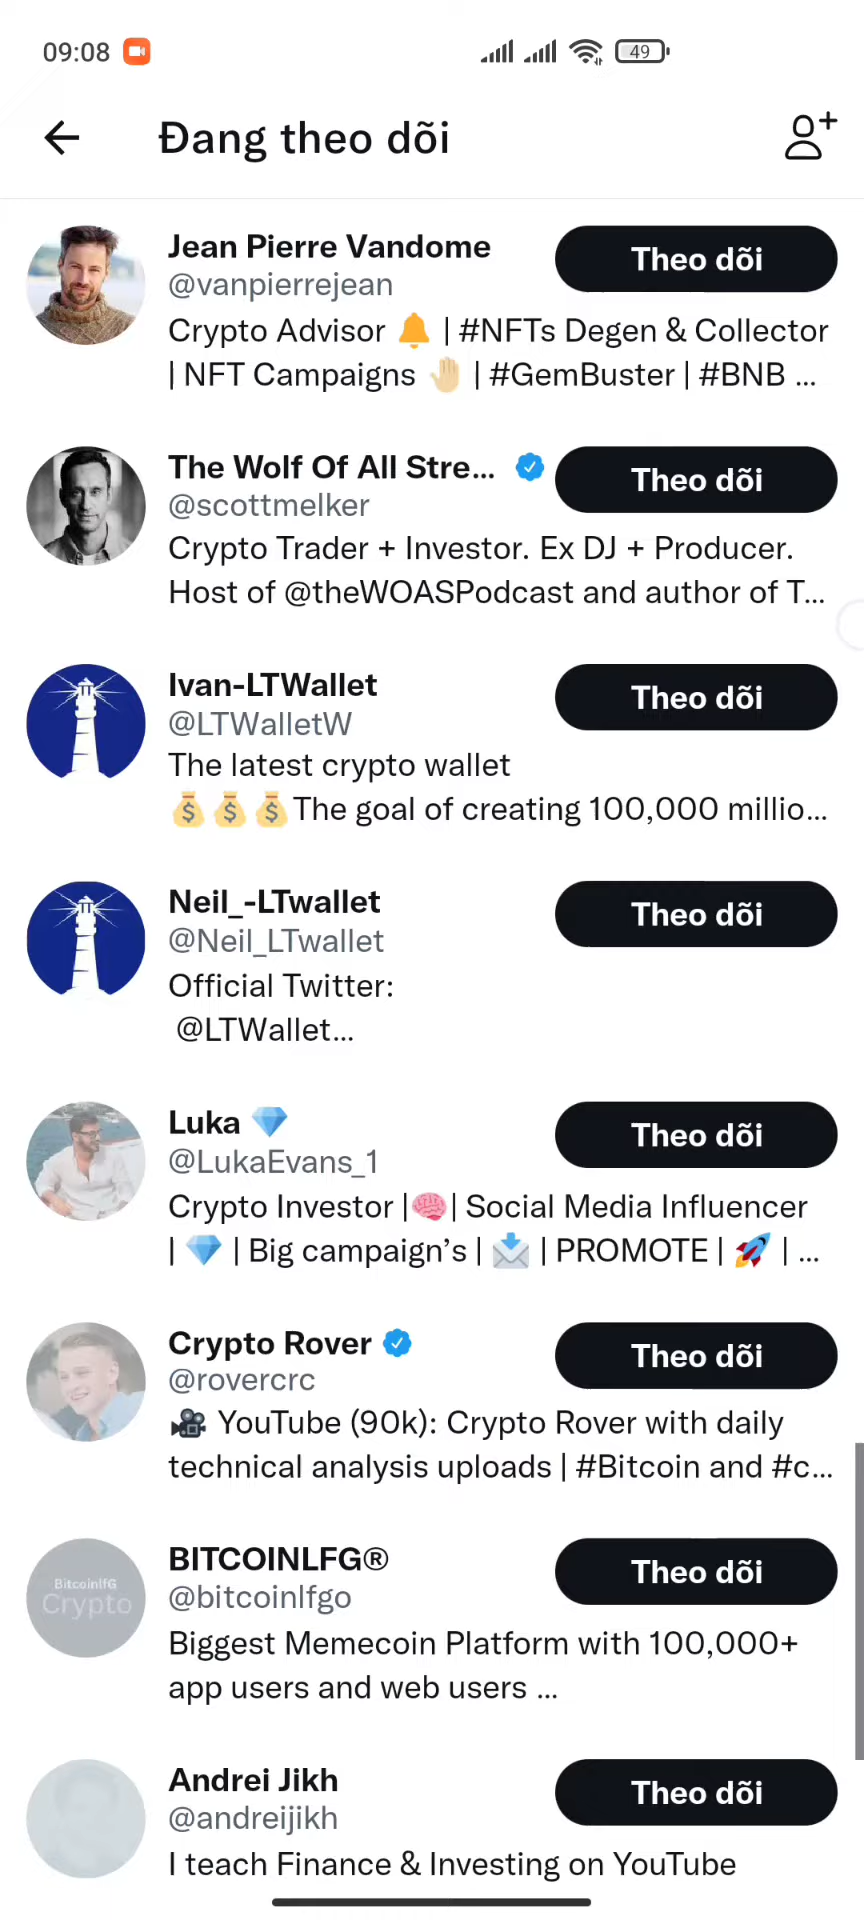 09:08
49
Đang theo dõi
Jean Pierre Vandome
Theo dõi
@vanpierrejean
Crypto Advisor 🔔 | #NFTs Degen & Collector
| NFT Campaigns 🤚🏼 | #GemBuster | #BNB ...
The Wolf Of All Stre...
Theo dõi
@scottmelker
Crypto Trader + Investor. Ex DJ + Producer.
Host of @theWOASPodcast and author of T...
Ivan-LTWallet
Theo dõi
@LTWalletW
The latest crypto wallet
💰💰💰The goal of creating 100,000 millio...
Neil_-LTwallet
Theo dõi
@Neil_LTwallet
Official Twitter:
@LTWallet...
Luka 💎
Theo dõi
@LukaEvans_1
Crypto Investor |🧠| Social Media Influencer
| 💎 | Big campaign’s | 📩 | PROMOTE | 🚀 | ...
Crypto Rover
Theo dõi
@rovercrc
🎥 YouTube (90k): Crypto Rover with daily
technical analysis uploads | #Bitcoin and #c...
BitcoinlfG
Crypto
BITCOINLFG®
Theo dõi
@bitcoinlfgo
Biggest Memecoin Platform with 100,000+
app users and web users ...
Andrei Jikh
Theo dõi
@andreijikh
I teach Finance & Investing on YouTube